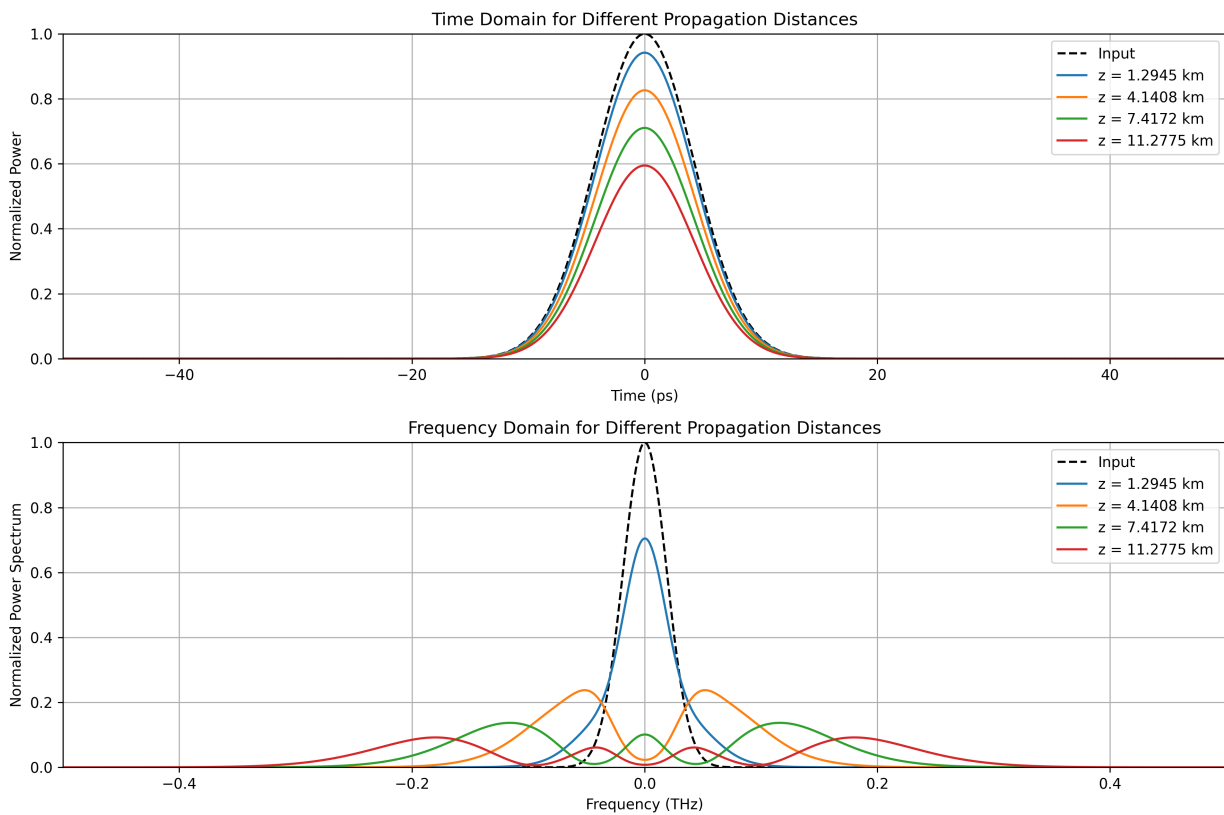 Time Domain for Different Propagation Distances
Normalized Power
1.0
0.8
0.6
0.4
0.2
0.0
−40
−20
0
20
40
Time (ps)
Input
z = 1.2945 km
z = 4.1408 km
z = 7.4172 km
z = 11.2775 km
Frequency Domain for Different Propagation Distances
Normalized Power Spectrum
1.0
0.8
0.6
0.4
0.2
0.0
−0.4
−0.2
0.0
0.2
0.4
Frequency (THz)
Input
z = 1.2945 km
z = 4.1408 km
z = 7.4172 km
z = 11.2775 km